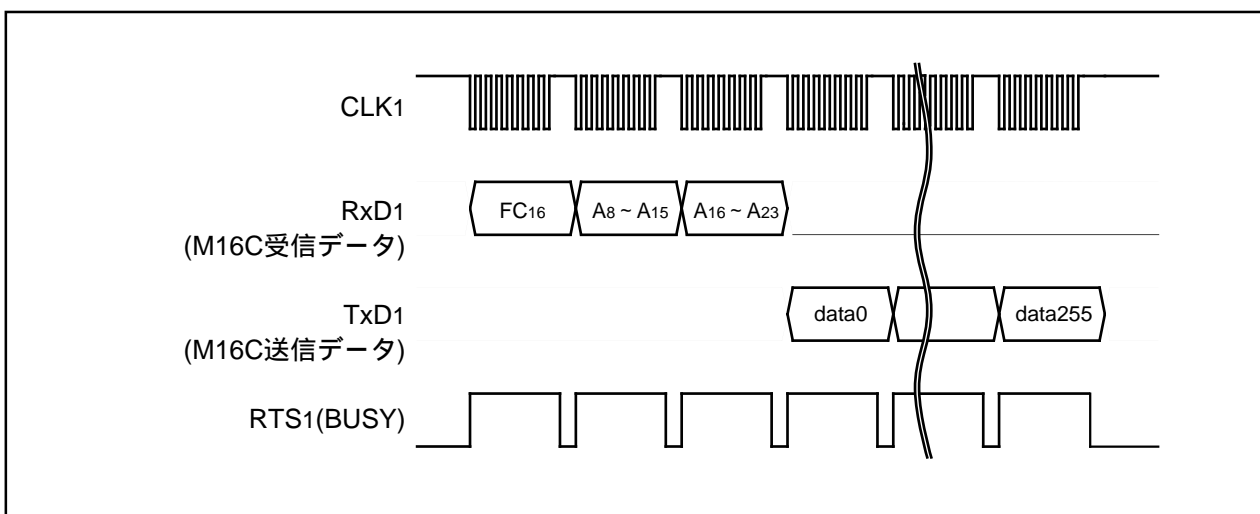 CLK1
RxD1
(M16C受信データ)
FC16
A8 ~ A15
A16 ~ A23
TxD1
(M16C送信データ)
data0
data255
RTS1(BUSY)